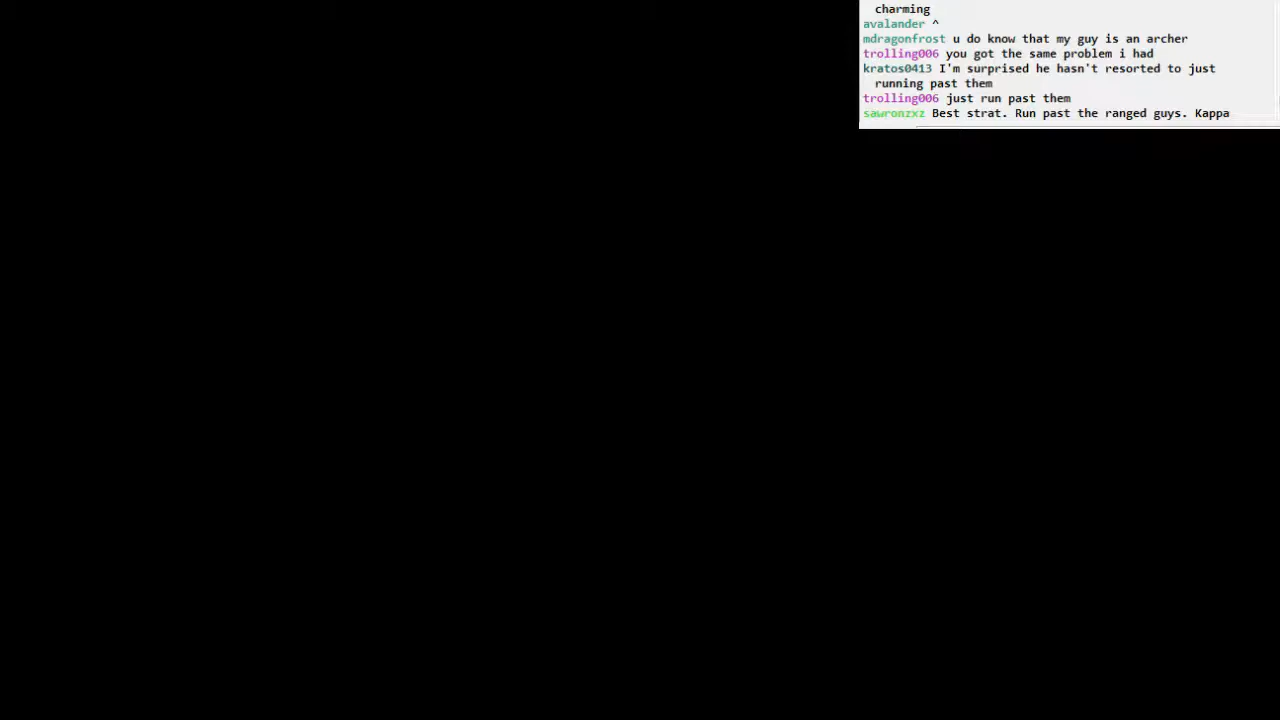 charming
avalander ^
mdragonfrost u do know that my guy is an archer
trolling006 you got the same problem i had
kratos0413 I'm surprised he hasn't resorted to just
running past them
trolling006 just run past them
sawronzxz Best strat. Run past the ranged guys. Kappa